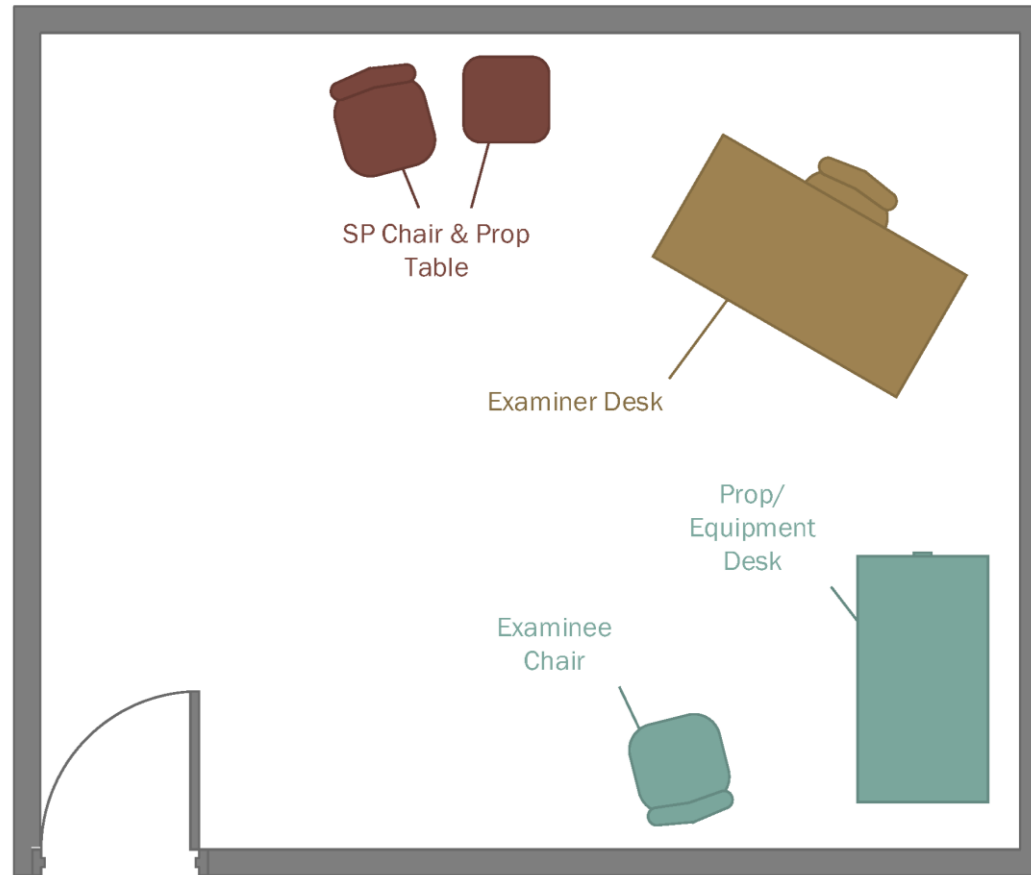 SP Chair & Prop
Table
Examiner Desk
Prop/
Equipment
Desk
Examinee
Chair